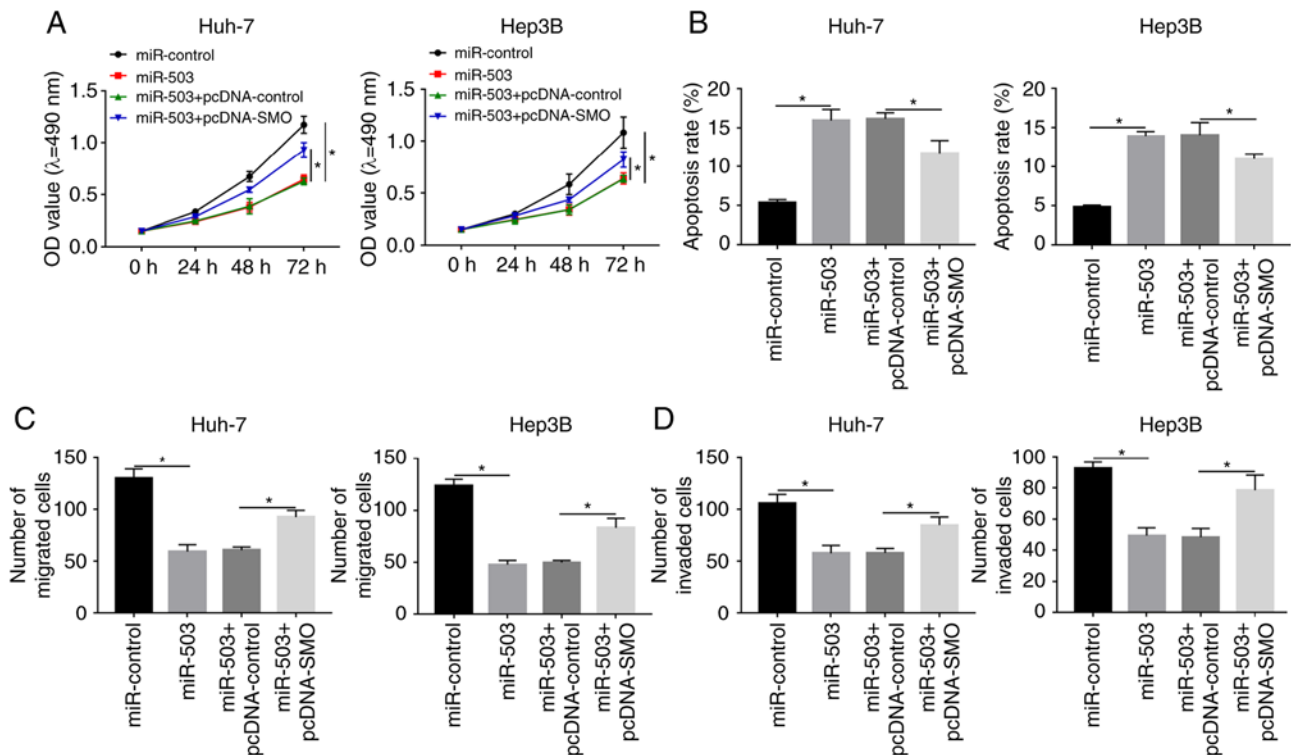 A
Huh-7
miR-control
miR-503
miR-503+pcDNA-control
miR-503+pcDNA-SMO
OD value (λ=490 nm)
1.5
1.0
0.5
0.0
0 h 24 h 48 h 72 h
*
*
Hep3B
miR-control
miR-503
miR-503+pcDNA-control
miR-503+pcDNA-SMO
OD value (λ=490 nm)
1.5
1.0
0.5
0.0
0 h 24 h 48 h 72 h
*
*
B
Huh-7
Apoptosis rate (%)
20
15
10
5
0
*
*
miR-control
miR-503
miR-503+
pcDNA-control
miR-503+
pcDNA-SMO
Hep3B
Apoptosis rate (%)
20
15
10
5
0
*
*
miR-control
miR-503
miR-503+
pcDNA-control
miR-503+
pcDNA-SMO
C
Huh-7
Number of
migrated cells
150
100
50
0
*
*
miR-control
miR-503
miR-503+
pcDNA-control
miR-503+
pcDNA-SMO
Hep3B
Number of
migrated cells
150
100
50
0
*
*
miR-control
miR-503
miR-503+
pcDNA-control
miR-503+
pcDNA-SMO
D
Huh-7
Number of
invaded cells
150
100
50
0
*
*
miR-control
miR-503
miR-503+
pcDNA-control
miR-503+
pcDNA-SMO
Hep3B
Number of
invaded cells
100
80
60
40
20
0
*
*
miR-control
miR-503
miR-503+
pcDNA-control
miR-503+
pcDNA-SMO